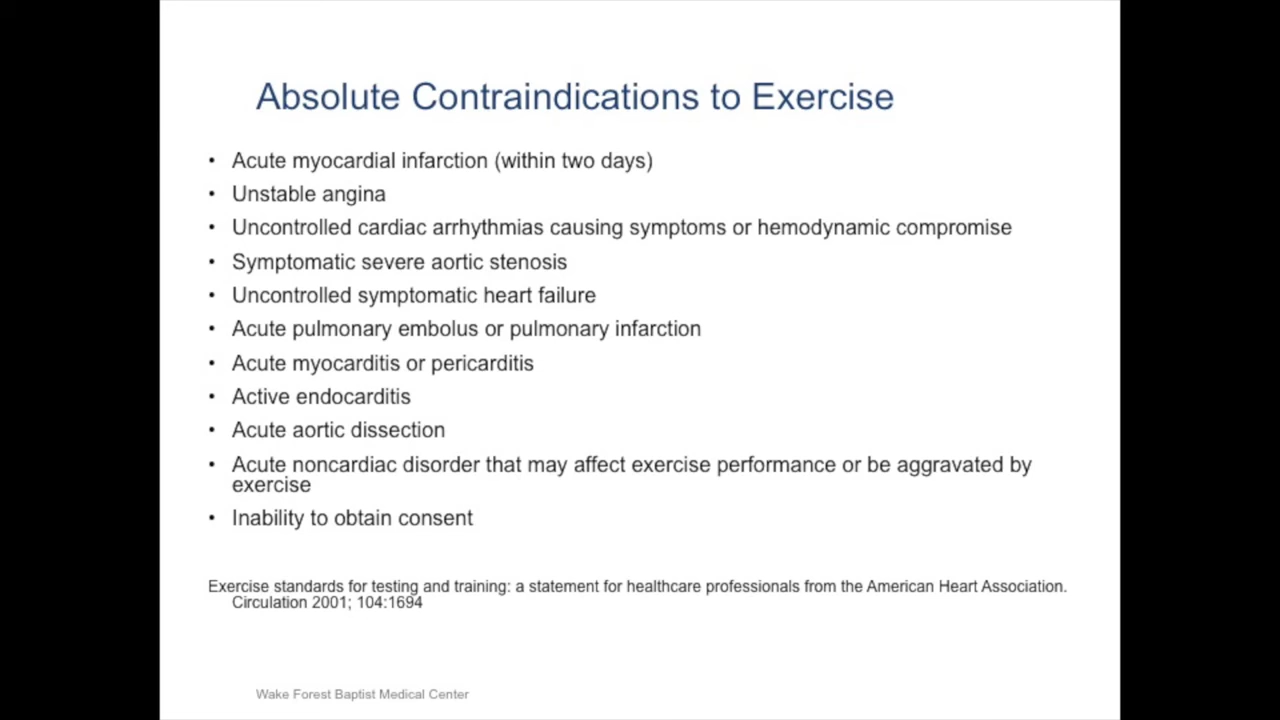 Absolute Contraindications to Exercise
• Acute myocardial infarction (within two days)
• Unstable angina
• Uncontrolled cardiac arrhythmias causing symptoms or hemodynamic compromise
• Symptomatic severe aortic stenosis
• Uncontrolled symptomatic heart failure
• Acute pulmonary embolus or pulmonary infarction
• Acute myocarditis or pericarditis
• Active endocarditis
• Acute aortic dissection
• Acute noncardiac disorder that may affect exercise performance or be aggravated by
exercise
• Inability to obtain consent
Exercise standards for testing and training: a statement for healthcare professionals from the American Heart Association.
Circulation 2001; 104:1694
Wake Forest Baptist Medical Center